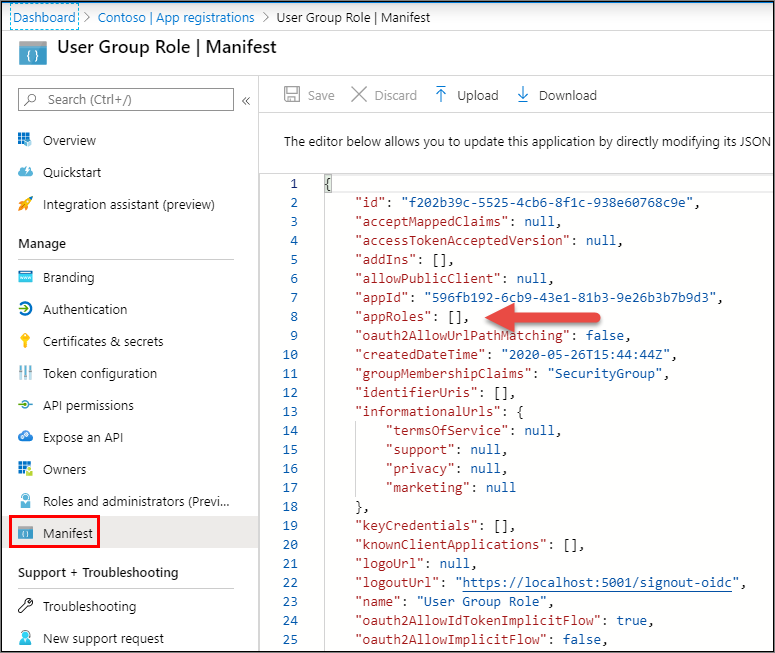 Dashboard > Contoso | App registrations > User Group Role | Manifest
User Group Role | Manifest
Search (Ctrl+/)
«
Overview
Quickstart
Integration assistant (preview)
Manage
Branding
Authentication
Certificates & secrets
Token configuration
API permissions
Expose an API
Owners
Roles and administrators (Previ...
Manifest
Support + Troubleshooting
Troubleshooting
New support request
Save Discard Upload Download
The editor below allows you to update this application by directly modifying its JSON
1 {
2 "id": "f202b39c-5525-4cb6-8f1c-938e60768c9e",
3 "acceptMappedClaims": null,
4 "accessTokenAcceptedVersion": null,
5 "addIns": [],
6 "allowPublicClient": null,
7 "appId": "596fb192-6cb9-43e1-81b3-9e26b3b7b9d3",
8 "appRoles": [],
9 "oauth2AllowUrlPathMatching": false,
10 "createdDateTime": "2020-05-26T15:44:44Z",
11 "groupMembershipClaims": "SecurityGroup",
12 "identifierUris": [],
13 "informationalUrls": {
14 "termsOfService": null,
15 "support": null,
16 "privacy": null,
17 "marketing": null
18 },
19 "keyCredentials": [],
20 "knownClientApplications": [],
21 "logoUrl": null,
22 "logoutUrl": "https://localhost:5001/signout-oidc",
23 "name": "User Group Role",
24 "oauth2AllowIdTokenImplicitFlow": true,
25 "oauth2AllowImplicitFlow": false,